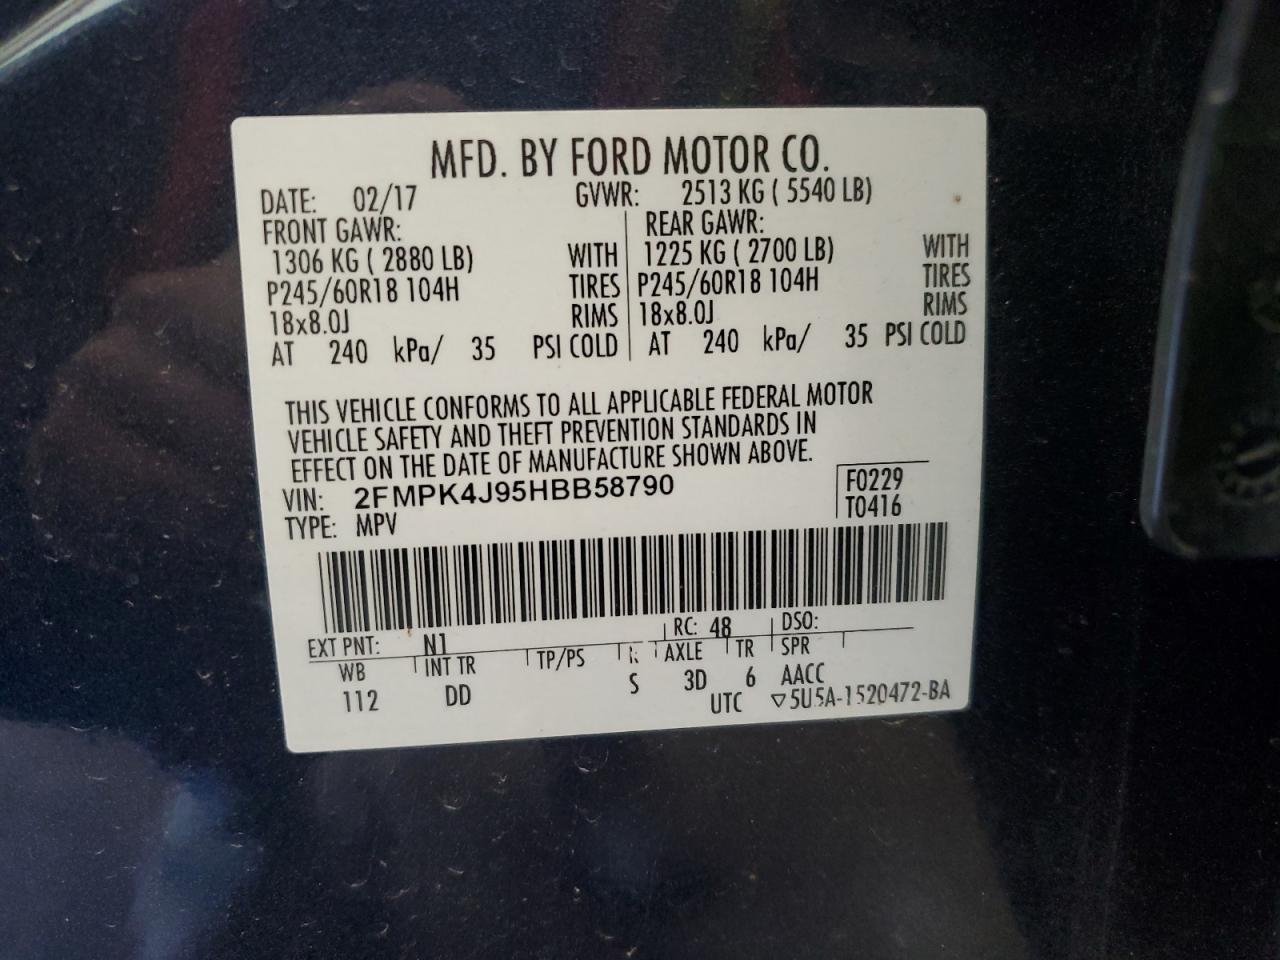 MFD. BY FORD MOTOR CO.
DATE: 02/17 GVWR: 2513 KG ( 5540 LB)
FRONT GAWR: REAR GAWR:
1306 KG ( 2880 LB) WITH 1225 KG ( 2700 LB) WITH
P245/60R18 104H TIRES P245/60R18 104H TIRES
18x8.0J RIMS 18x8.0J RIMS
AT 240 kPa/ 35 PSI COLD AT 240 kPa/ 35 PSI COLD
THIS VEHICLE CONFORMS TO ALL APPLICABLE FEDERAL MOTOR
VEHICLE SAFETY AND THEFT PREVENTION STANDARDS IN
EFFECT ON THE DATE OF MANUFACTURE SHOWN ABOVE.
VIN: 2FMPK4J95HBB58790 F0229
TYPE: MPV T0416
EXT PNT: N1 RC: 48 DSO:
WB INT TR TP/PS R AXLE TR SPR
112 DD S 3D 6 AACC
UTC ▽5U5A-1520472-BA